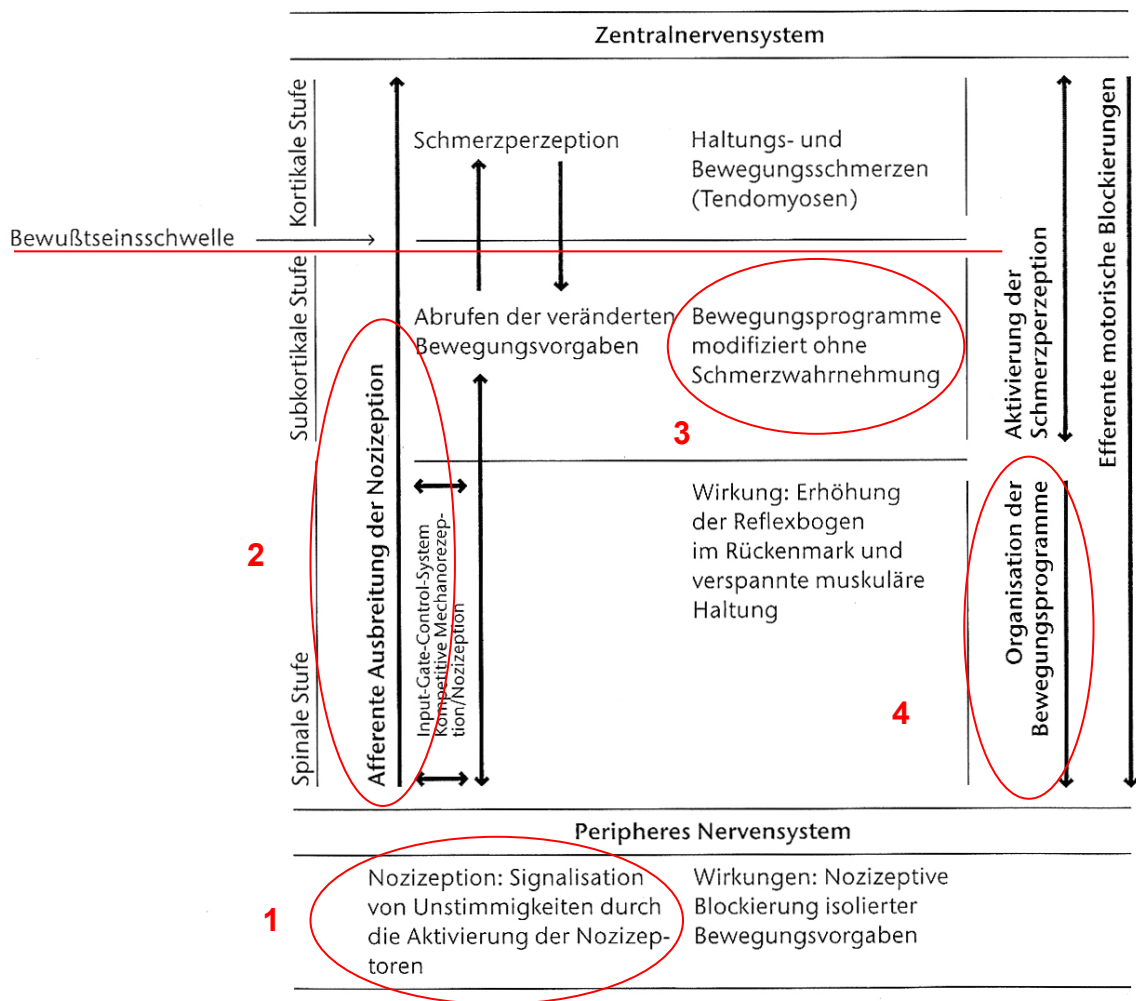 Zentralnervensystem
Kortikale Stufe
Schmerzperzeption
Haltungs- und
Bewegungsschmerzen
(Tendomyosen)
Bewußtseinsschwelle
Subkortikale Stufe
Abrufen der veränderten
Bewegungsvorgaben
Bewegungsprogramme
modifiziert ohne
Schmerzwahrnehmung
3
Aktivierung der
Schmerzperzeption
Efferente motorische Blockierungen
2
Spinale Stufe
Afferente Ausbreitung der Nozizeption
Input-Gate-Control-System
Kompetitive Mechanorezep-
tion/Nozizeption
Wirkung: Erhöhung
der Reflexbogen
im Rückenmark und
verspannte muskuläre
Haltung
4
Organisation der
Bewegungsprogramme
Peripheres Nervensystem
1
Nozizeption: Signalisation
von Unstimmigkeiten durch
die Aktivierung der Nozizep-
toren
Wirkungen: Nozizeptive
Blockierung isolierter
Bewegungsvorgaben